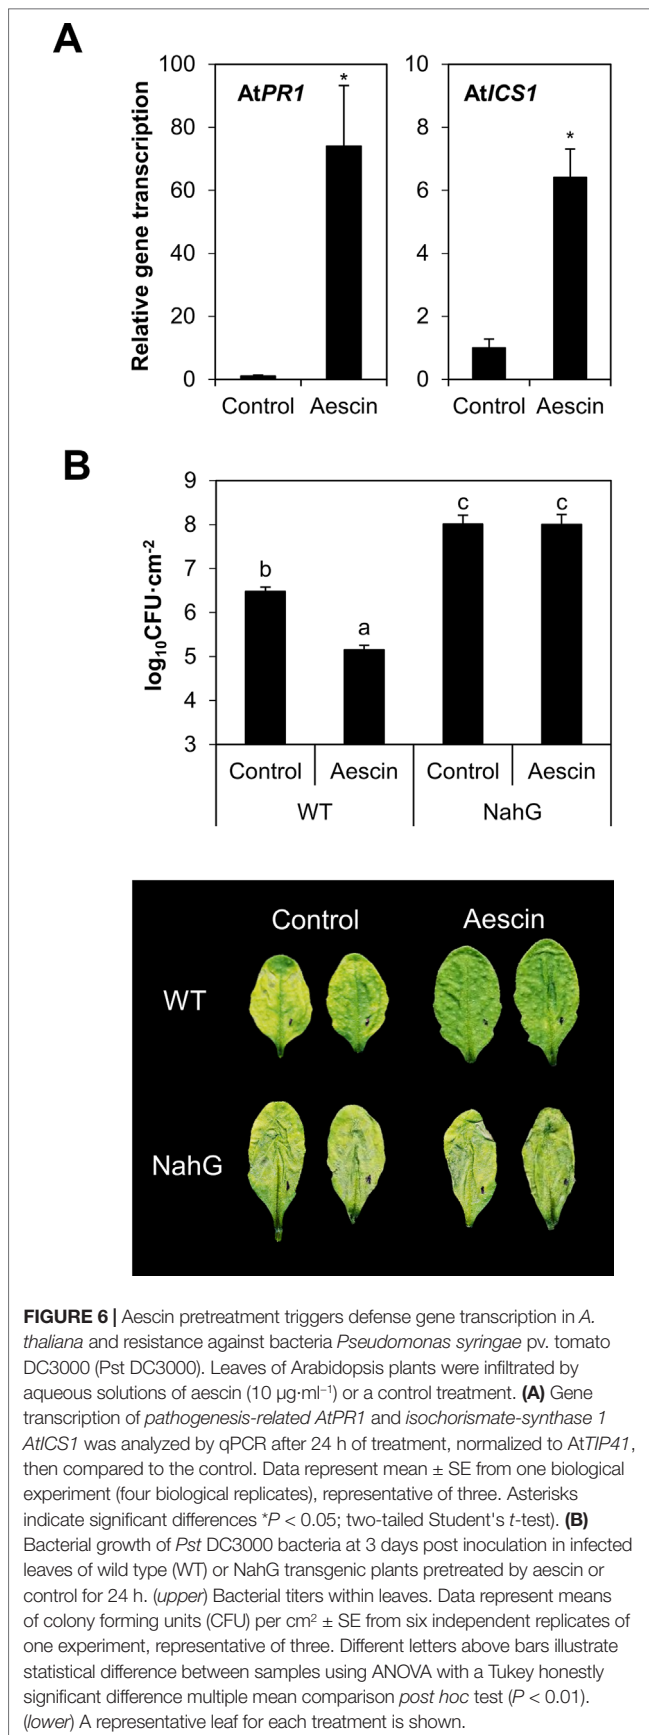 A
AtPR1
AtICS1
Relative gene transcription
100
80
60
40
20
0
*
Control Aescin
10
8
6
4
2
0
*
Control Aescin
B
log10CFU·cm-2
9
8
7
6
5
4
3
b
a
c
c
Control Aescin Control Aescin
WT NahG
Control Aescin
WT
NahG
FIGURE 6 | Aescin pretreatment triggers defense gene transcription in A.
thaliana and resistance against bacteria Pseudomonas syringae pv. tomato
DC3000 (Pst DC3000). Leaves of Arabidopsis plants were infiltrated by
aqueous solutions of aescin (10 µg·ml−1) or a control treatment. (A) Gene
transcription of pathogenesis-related AtPR1 and isochorismate-synthase 1
AtICS1 was analyzed by qPCR after 24 h of treatment, normalized to AtTIP41,
then compared to the control. Data represent mean ± SE from one biological
experiment (four biological replicates), representative of three. Asterisks
indicate significant differences *P < 0.05; two-tailed Student's t-test). (B)
Bacterial growth of Pst DC3000 bacteria at 3 days post inoculation in infected
leaves of wild type (WT) or NahG transgenic plants pretreated by aescin or
control for 24 h. (upper) Bacterial titers within leaves. Data represent means
of colony forming units (CFU) per cm² ± SE from six independent replicates of
one experiment, representative of three. Different letters above bars illustrate
statistical difference between samples using ANOVA with a Tukey honestly
significant difference multiple mean comparison post hoc test (P < 0.01).
(lower) A representative leaf for each treatment is shown.